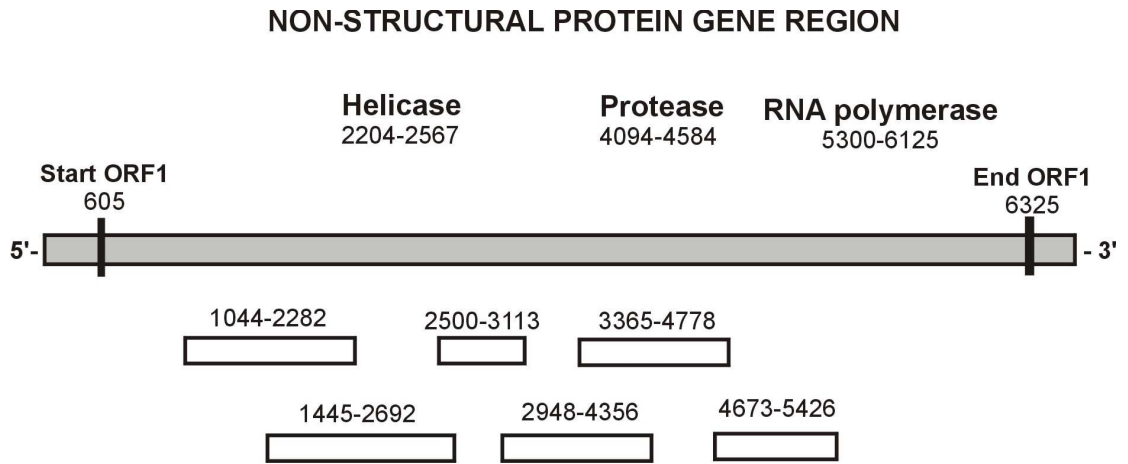 NON-STRUCTURAL PROTEIN GENE REGION
Helicase
2204-2567
Protease
4094-4584
RNA polymerase
5300-6125
Start ORF1
605
End ORF1
6325
5'-
- 3'
1044-2282
2500-3113
3365-4778
1445-2692
2948-4356
4673-5426